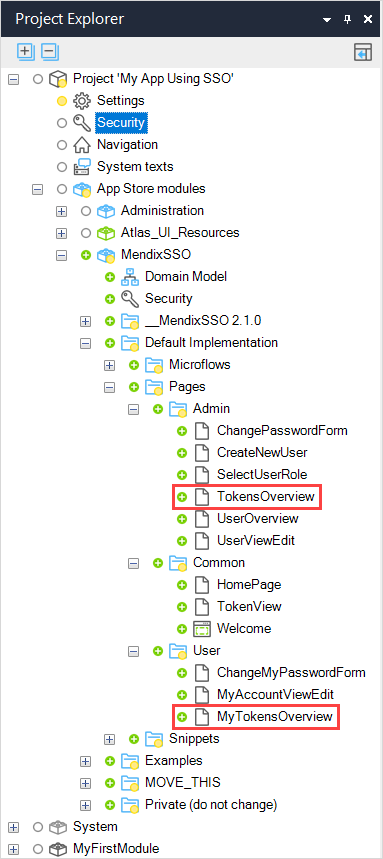 Project Explorer
Project 'My App Using SSO'
Settings
Security
Navigation
System texts
App Store modules
Administration
Atlas_UI_Resources
MendixSSO
Domain Model
Security
__MendixSSO 2.1.0
Default Implementation
Microflows
Pages
Admin
ChangePasswordForm
CreateNewUser
SelectUserRole
TokensOverview
UserOverview
UserViewEdit
Common
HomePage
TokenView
Welcome
User
ChangeMyPasswordForm
MyAccountViewEdit
MyTokensOverview
Snippets
Examples
MOVE_THIS
Private (do not change)
System
MyFirstModule